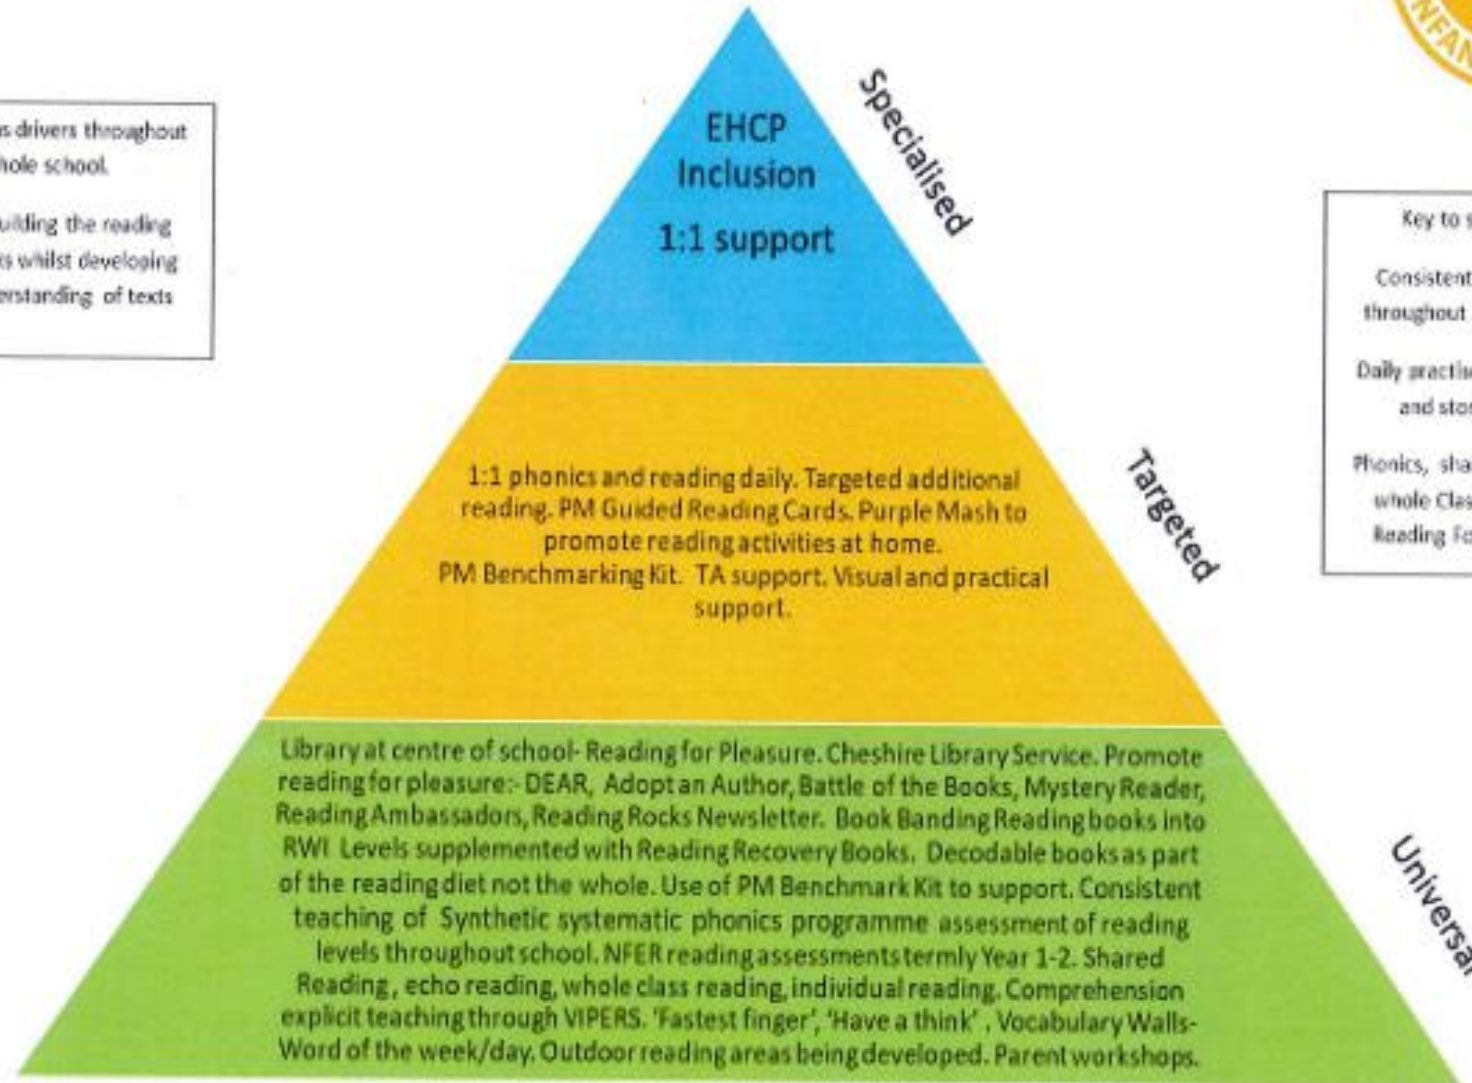 NFAN
as drivers throughout
hole school.
uilding the reading
ts whilst developing
erstanding of texts
EHCP
Inclusion
1:1 support
Specialised
Key to s
Consistent
throughout
Daily practise
and sto
Phonics, sha
whole Clas
Reading Fo
1:1 phonics and reading daily. Targeted additional
reading. PM Guided Reading Cards. Purple Mash to
promote reading activities at home.
PM Benchmarking Kit. TA support. Visual and practical
support.
Targeted
Library at centre of school- Reading for Pleasure. Cheshire Library Service. Promote
reading for pleasure:- DEAR, Adopt an Author, Battle of the Books, Mystery Reader,
Reading Ambassadors, Reading Rocks Newsletter. Book Banding Reading books into
RWI Levels supplemented with Reading Recovery Books. Decodable books as part
of the reading diet not the whole. Use of PM Benchmark Kit to support. Consistent
teaching of Synthetic systematic phonics programme assessment of reading
levels throughout school. NFER reading assessments termly Year 1-2. Shared
Reading, echo reading, whole class reading, individual reading. Comprehension
explicit teaching through VIPERS. 'Fastest finger', 'Have a think' . Vocabulary Walls-
Word of the week/day. Outdoor reading areas being developed. Parent workshops.
Universal